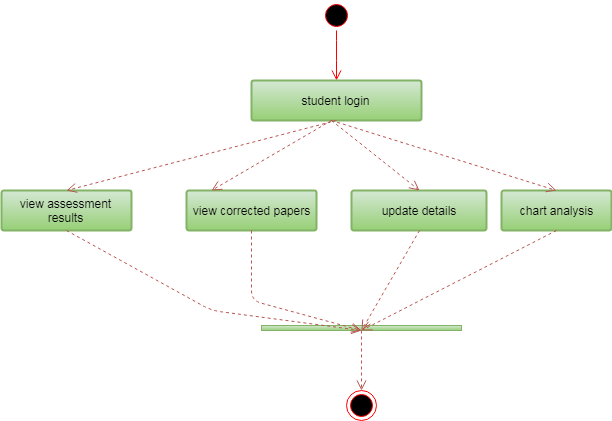 student login
view assessment
results
view corrected papers
update details
chart analysis